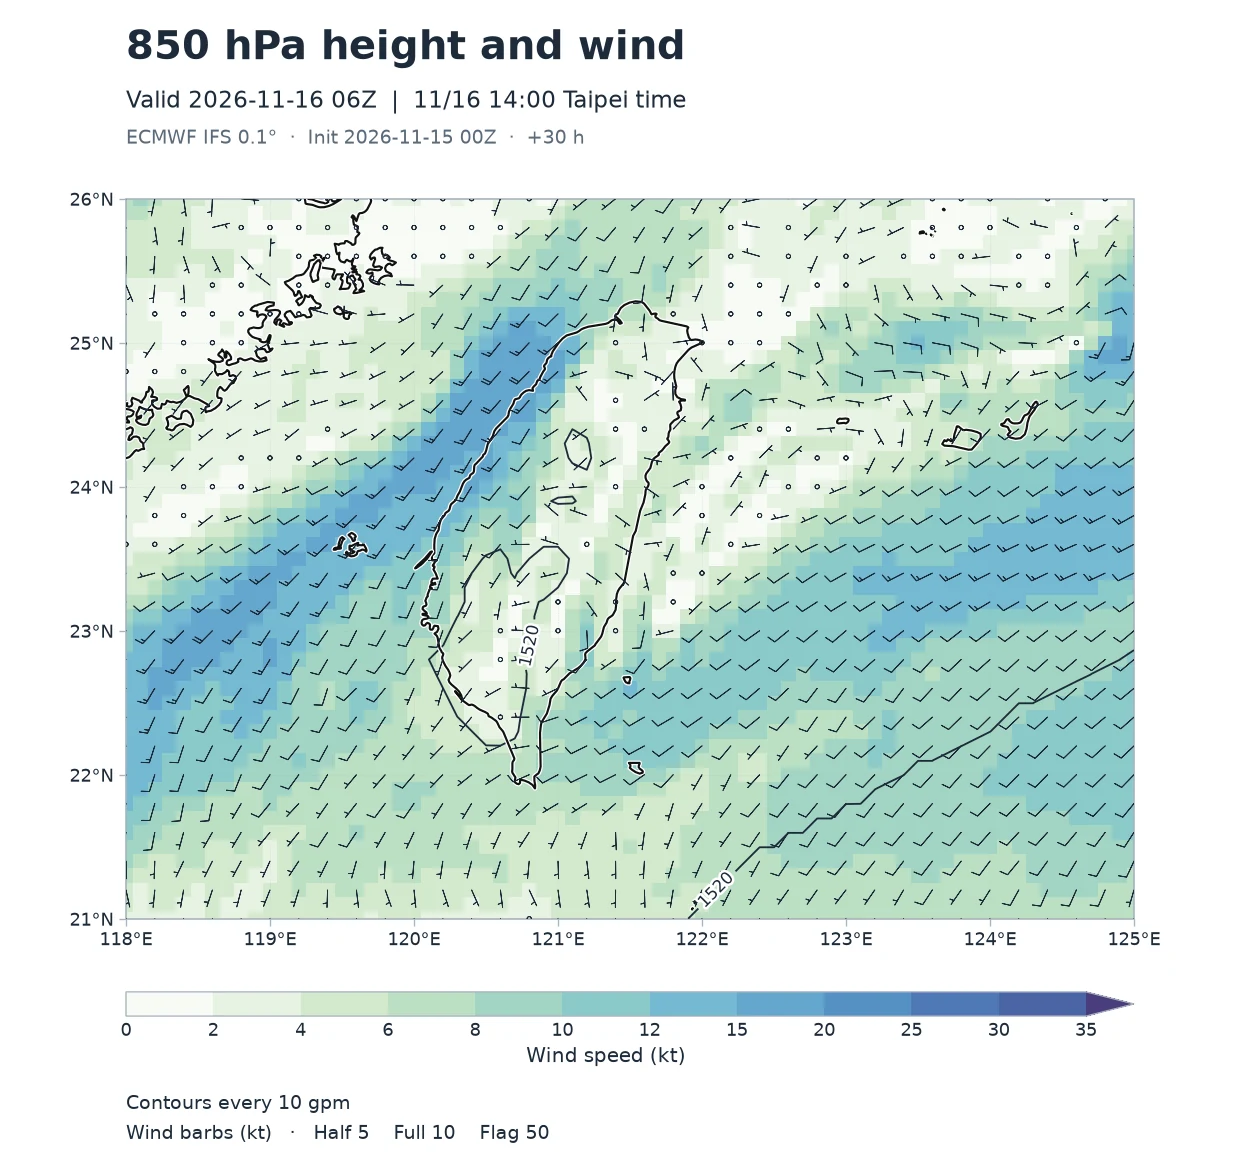 850 hPa height and wind
Valid 2026-11-16 06Z | 11/16 14:00 Taipei time
ECMWF IFS 0.1° · Init 2026-11-15 00Z · +30 h
26°N
25°N
24°N
23°N
22°N
21°N
1520
1520
118°E 119°E 120°E 121°E 122°E 123°E 124°E 125°E
0 2 4 6 8 10 12 15 20 25 30 35
Wind speed (kt)
Contours every 10 gpm
Wind barbs (kt) · Half 5 Full 10 Flag 50